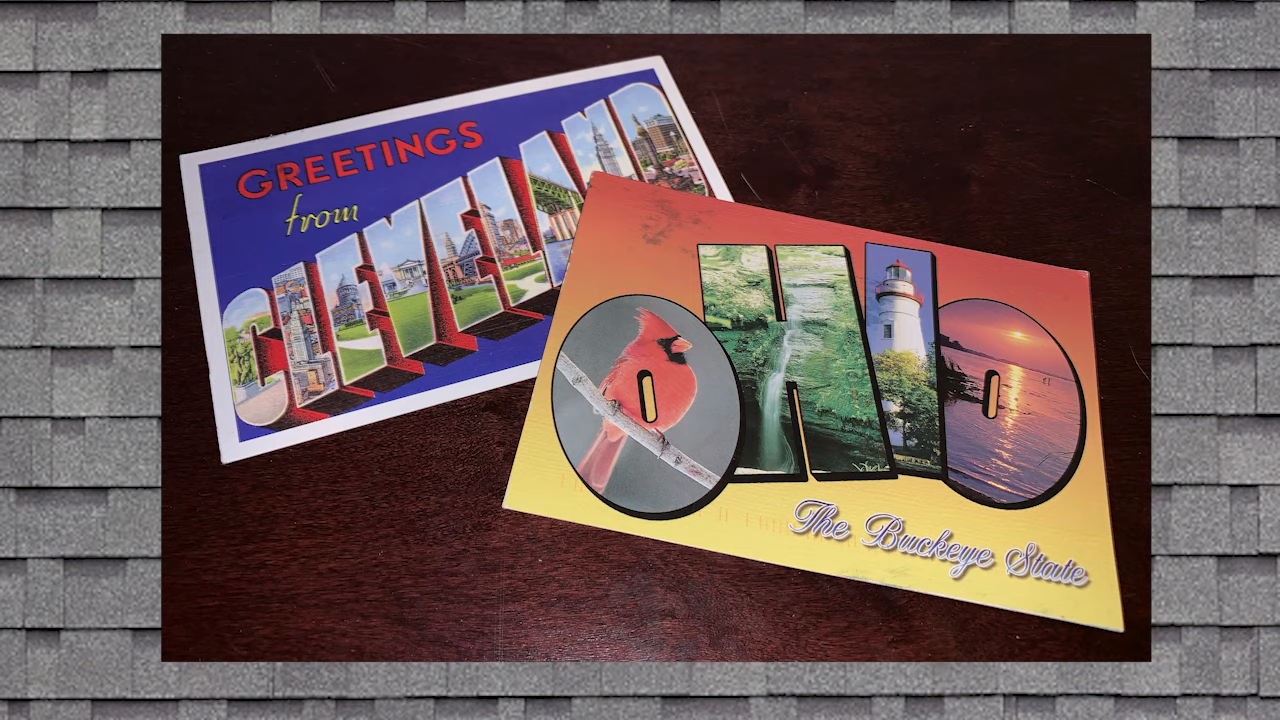 GREETINGS
from
CLEVELAND
OHIO
The Buckeye State